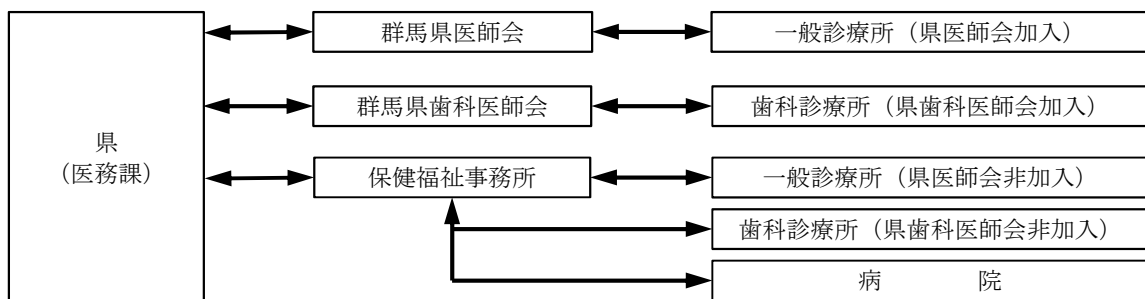 県
（医務課）
群馬県医師会
一般診療所（県医師会加入）
群馬県歯科医師会
歯科診療所（県歯科医師会加入）
保健福祉事務所
一般診療所（県医師会非加入）
歯科診療所（県歯科医師会非加入）
病　　　院